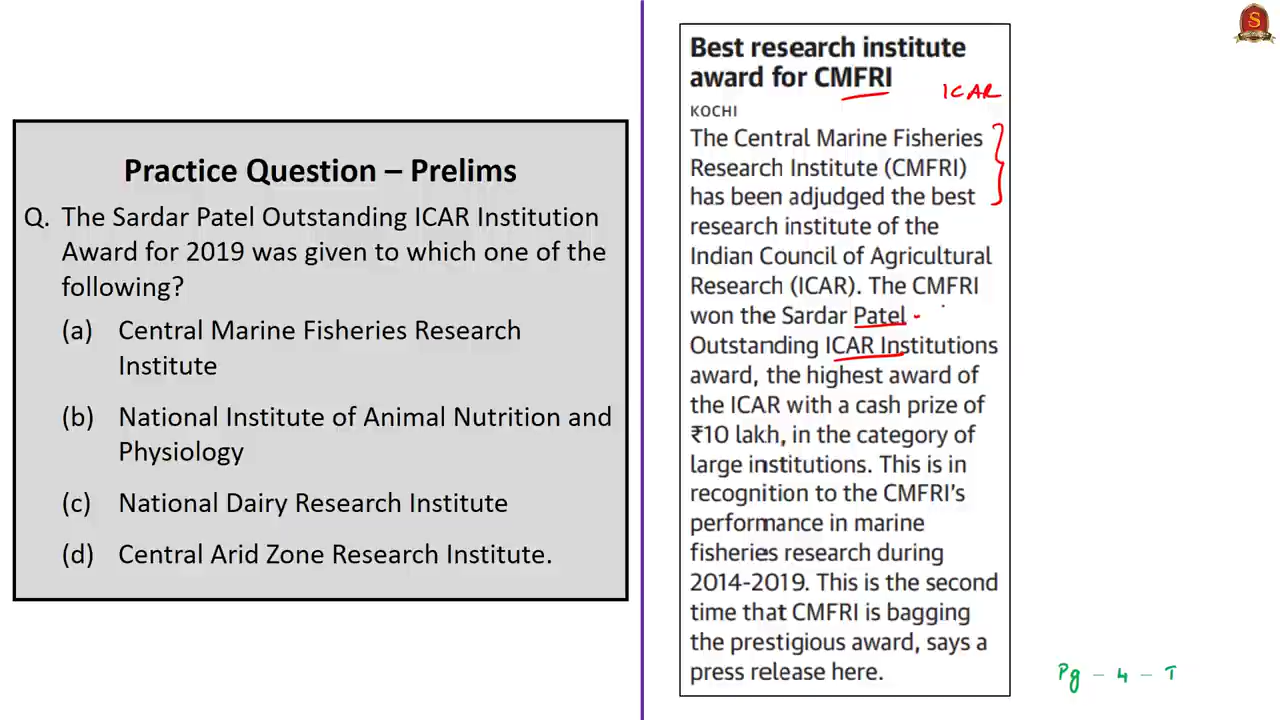 Practice Question – Prelims
Q. The Sardar Patel Outstanding ICAR Institution
Award for 2019 was given to which one of the
following?
(a) Central Marine Fisheries Research
Institute
(b) National Institute of Animal Nutrition and
Physiology
(c) National Dairy Research Institute
(d) Central Arid Zone Research Institute.
S
Best research institute
award for CMFRI
ICAR
KOCHI
The Central Marine Fisheries
Research Institute (CMFRI)
has been adjudged the best
research institute of the
Indian Council of Agricultural
Research (ICAR). The CMFRI
won the Sardar Patel
Outstanding ICAR Institutions
award, the highest award of
the ICAR with a cash prize of
₹10 lakh, in the category of
large institutions. This is in
recognition to the CMFRI's
performance in marine
fisheries research during
2014-2019. This is the second
time that CMFRI is bagging
the prestigious award, says a
press release here.
Pg - 4 - T